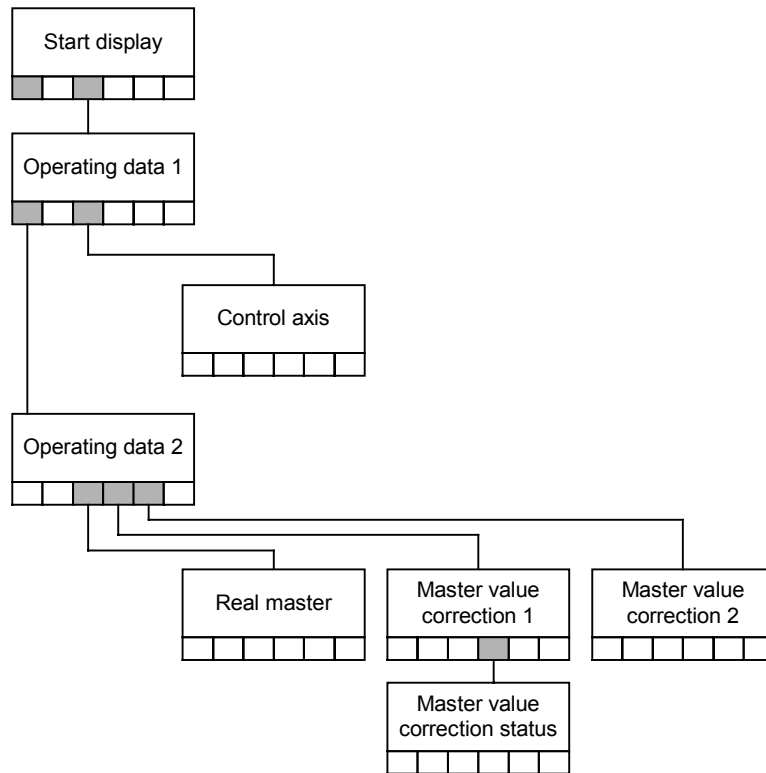 Start display
Operating data 1
Control axis
Operating data 2
Real master
Master value
correction 1
Master value
correction 2
Master value
correction status